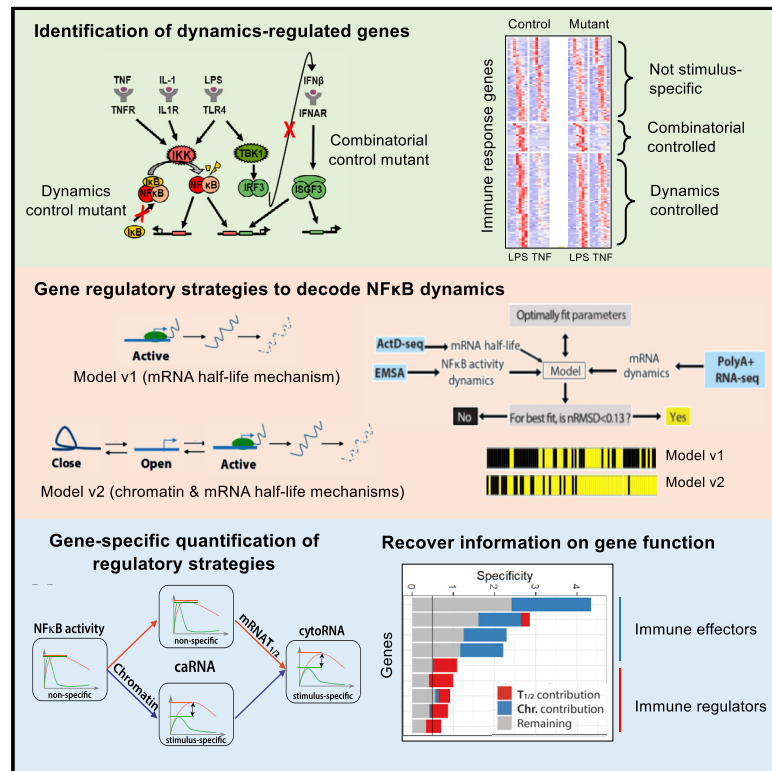 Identification of dynamics-regulated genes
TNF
IL-1
LPS
IFNβ
TNFR
IL1R
TLR4
IFNAR
IKK
TBK1
IκB
NFκB
NFκB
IRF3
ISGF3
IκB
Dynamics
control mutant
Combinatorial
control mutant
Control
Mutant
Immune response genes
Not stimulus-
specific
Combinatorial
controlled
Dynamics
controlled
LPS TNF
LPS TNF
Gene regulatory strategies to decode NFκB dynamics
Active
Model v1 (mRNA half-life mechanism)
Close
Open
Active
Model v2 (chromatin & mRNA half-life mechanisms)
Optimally fit parameters
ActD-seq
mRNA half-life
EMSA
NFκB activity
dynamics
Model
mRNA
dynamics
PolyA+
RNA-seq
No
For best fit, is nRMSD<0.13 ?
Yes
Model v1
Model v2
Gene-specific quantification of
regulatory strategies
NFκB activity
non-specific
non-specific
mRNA T1/2
Chromatin
caRNA
stimulus-specific
cytoRNA
stimulus-specific
Recover information on gene function
Specificity
0 1 2 3 4
Genes
T1/2 contribution
Chr. contribution
Remaining
Immune effectors
Immune regulators